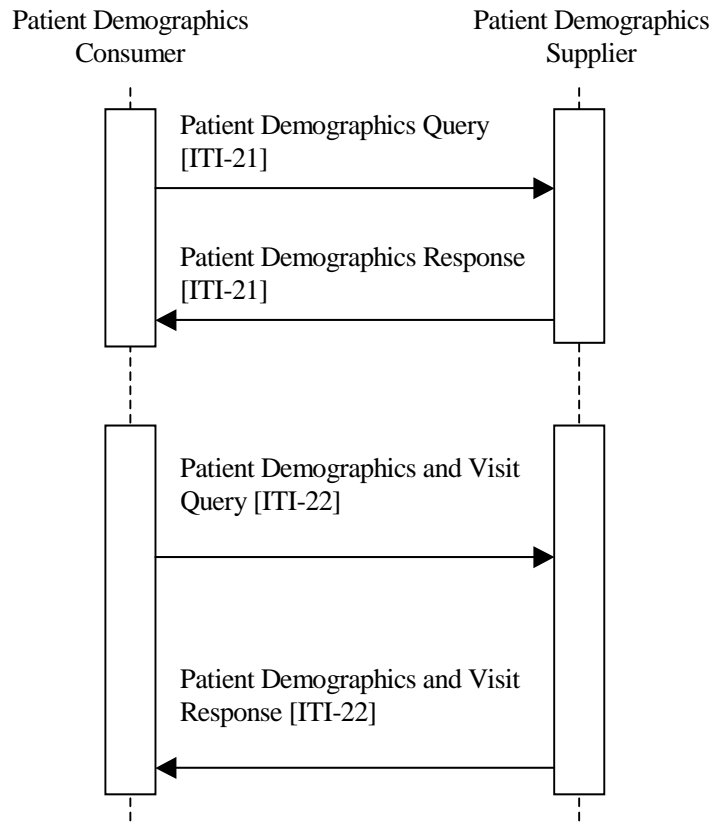 Patient Demographics
Consumer
Patient Demographics
Supplier
Patient Demographics Query
[ITI-21]
Patient Demographics Response
[ITI-21]
Patient Demographics and Visit
Query [ITI-22]
Patient Demographics and Visit
Response [ITI-22]